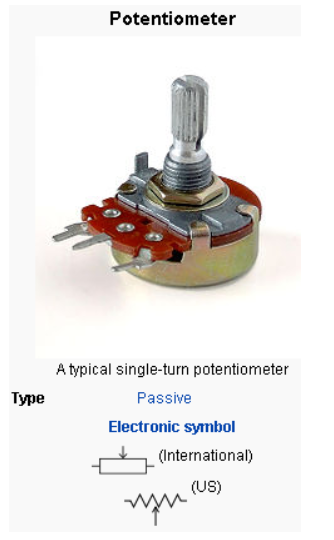 Potentiometer
A typical single-turn potentiometer
Type Passive
Electronic symbol
(International)
(US)